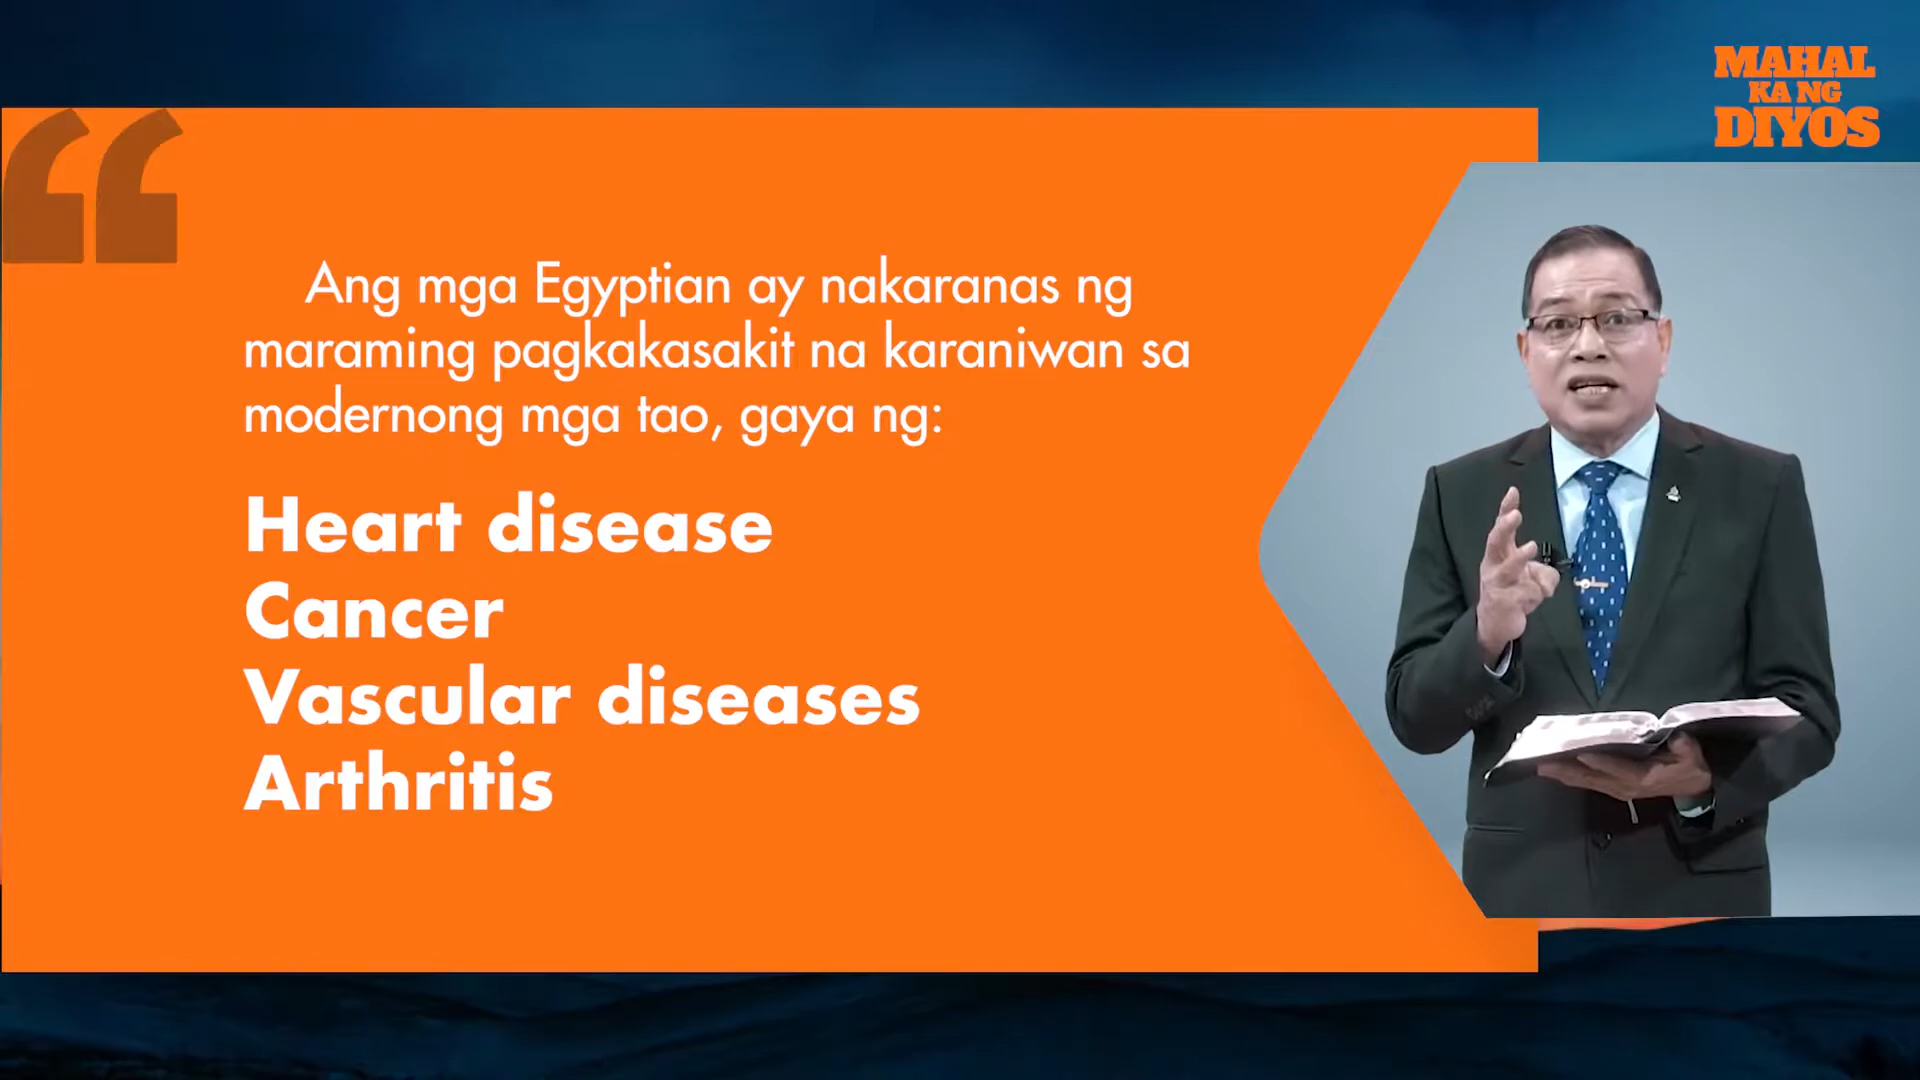 MAHAL
KA NG
DIYOS
Ang mga Egyptian ay nakaranas ng
maraming pagkakasakit na karaniwan sa
modernong mga tao, gaya ng:
Heart disease
Cancer
Vascular diseases
Arthritis